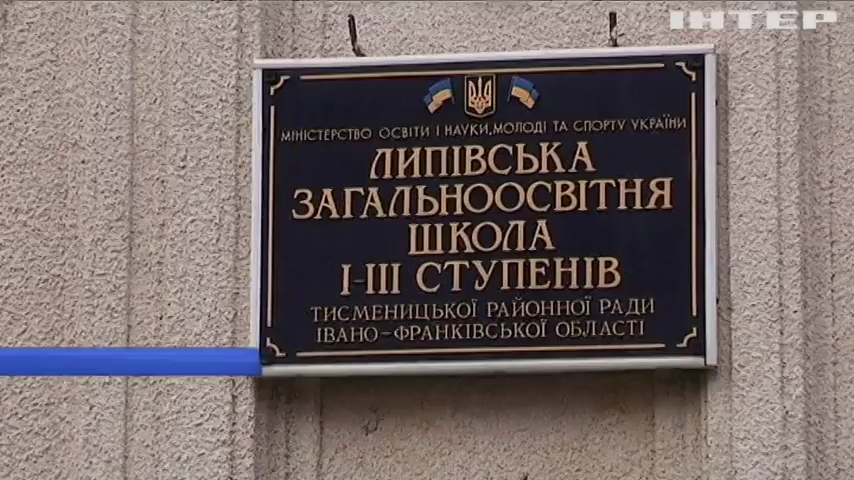 ІНТЕР
МІНІСТЕРСТВО ОСВІТИ І НАУКИ, МОЛОДІ ТА СПОРТУ УКРАЇНИ
ЛИПІВСЬКА
ЗАГАЛЬНООСВІТНЯ
ШКОЛА
І-ІІІ СТУПЕНІВ
ТИСМЕНИЦЬКОЇ РАЙОННОЇ РАДИ
ІВАНО-ФРАНКІВСЬКОЇ ОБЛАСТІ